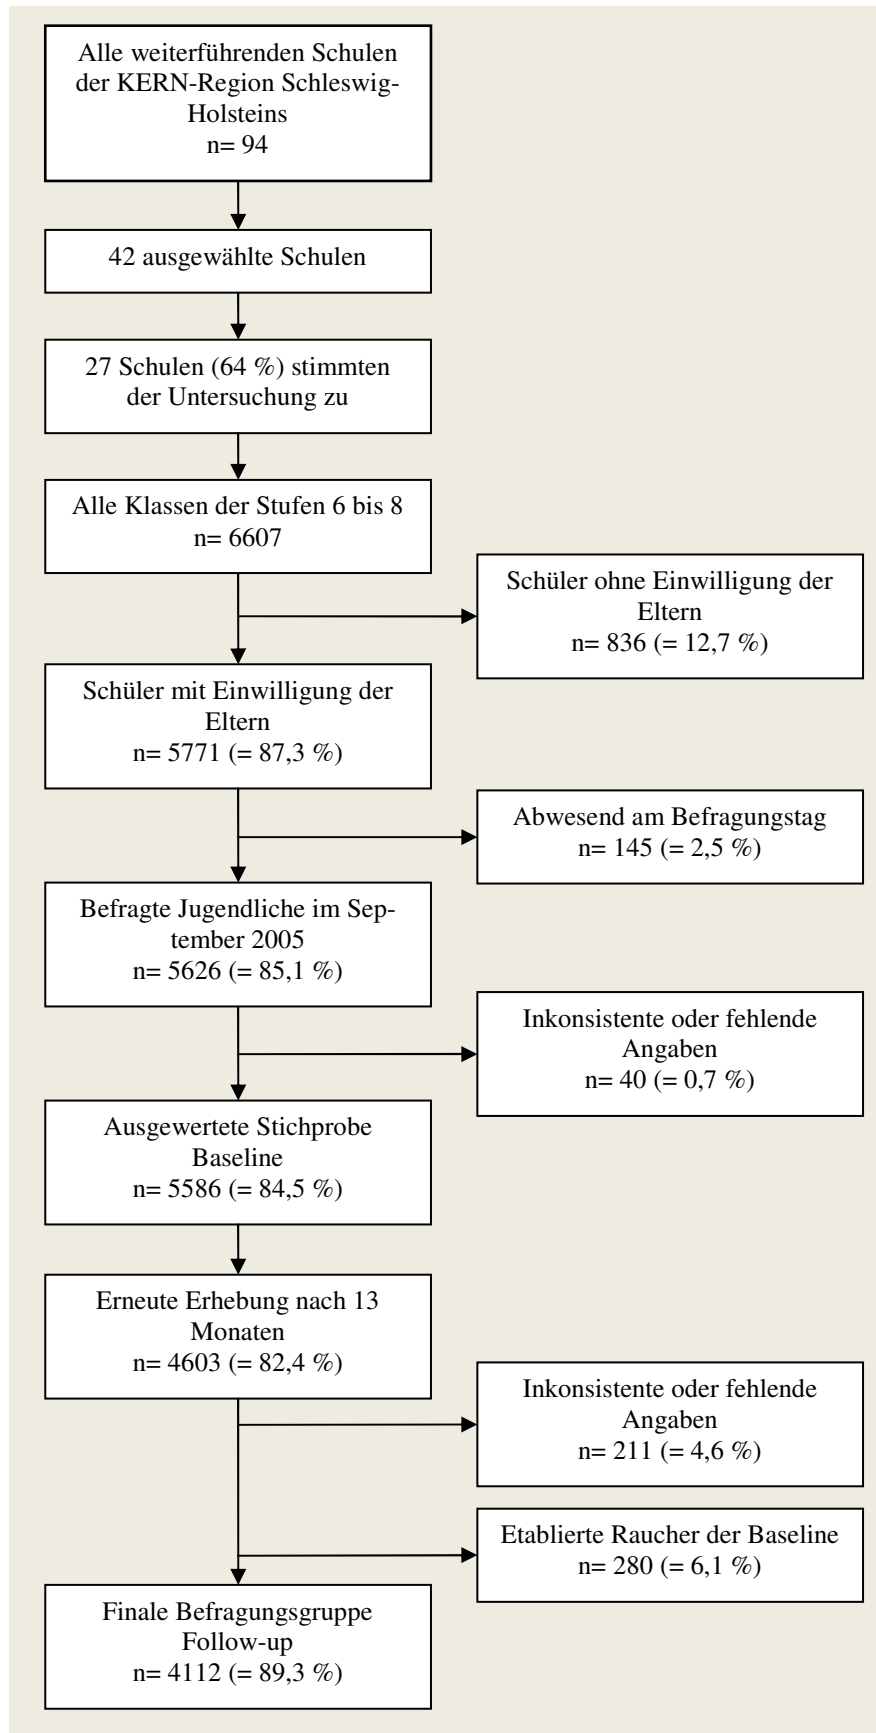 Alle weiterführenden Schulen
der KERN-Region Schleswig-
Holsteins
n= 94
42 ausgewählte Schulen
27 Schulen (64 %) stimmten
der Untersuchung zu
Alle Klassen der Stufen 6 bis 8
n= 6607
Schüler ohne Einwilligung der
Eltern
n= 836 (= 12,7 %)
Schüler mit Einwilligung der
Eltern
n= 5771 (= 87,3 %)
Abwesend am Befragungstag
n= 145 (= 2,5 %)
Befragte Jugendliche im Sep-
tember 2005
n= 5626 (= 85,1 %)
Inkonsistente oder fehlende
Angaben
n= 40 (= 0,7 %)
Ausgewertete Stichprobe
Baseline
n= 5586 (= 84,5 %)
Erneute Erhebung nach 13
Monaten
n= 4603 (= 82,4 %)
Inkonsistente oder fehlende
Angaben
n= 211 (= 4,6 %)
Etablierte Raucher der Baseline
n= 280 (= 6,1 %)
Finale Befragungsgruppe
Follow-up
n= 4112 (= 89,3 %)